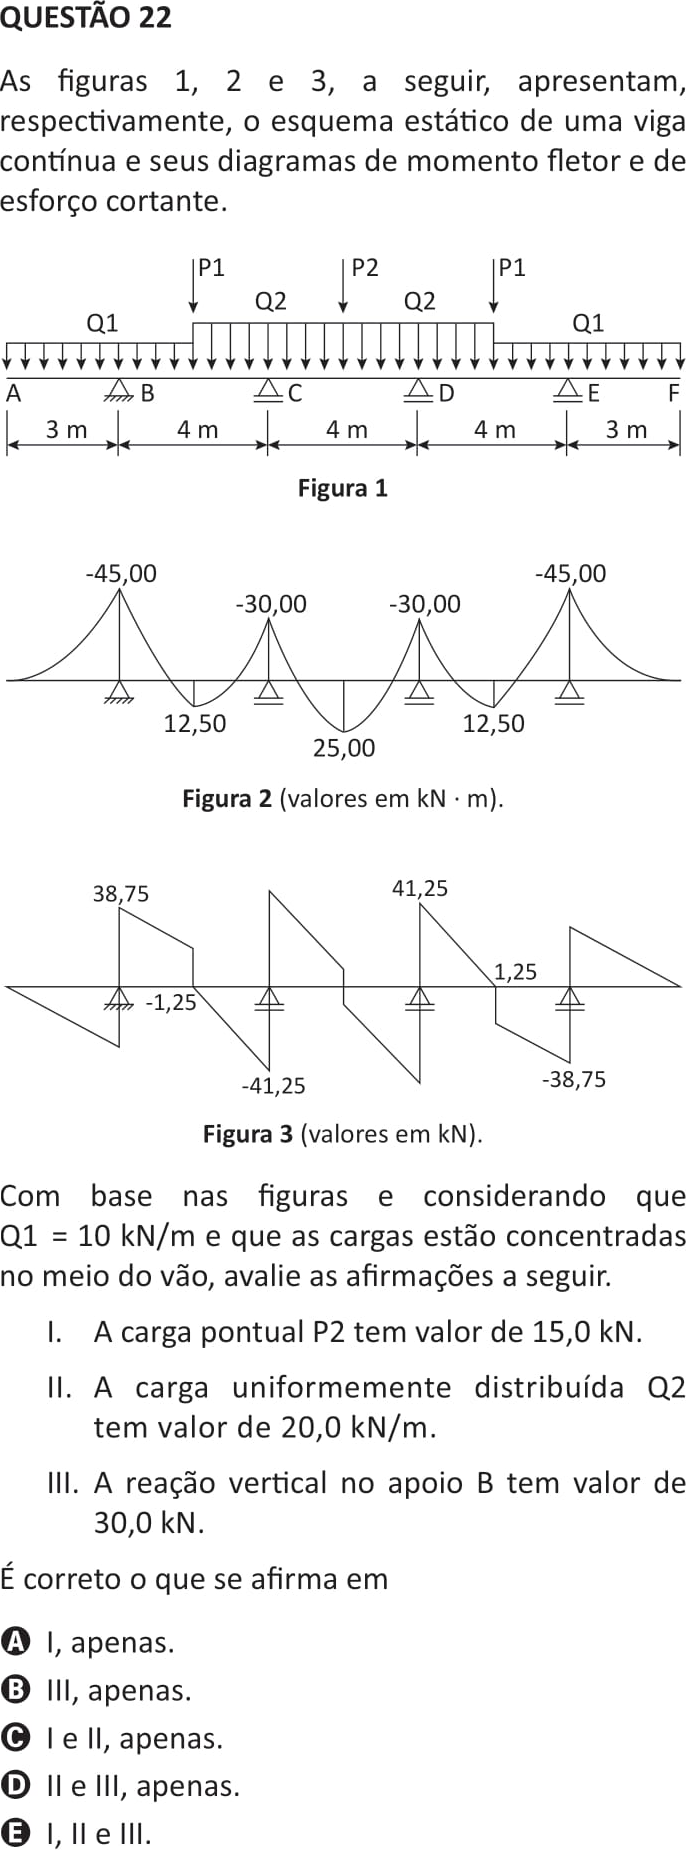 QUESTÃO 22
As figuras 1, 2 e 3, a seguir, apresentam,
respectivamente, o esquema estático de uma viga
contínua e seus diagramas de momento fletor e de
esforço cortante.
P1 P2 P1
Q2 Q2
Q1 Q1
A B C D E F
3 m 4 m 4 m 4 m 3 m
Figura 1
-45,00 -45,00
-30,00 -30,00
12,50 12,50
25,00
Figura 2 (valores em kN · m).
38,75 41,25
1,25
-1,25
-41,25 -38,75
Figura 3 (valores em kN).
Com base nas figuras e considerando que
Q1 = 10 kN/m e que as cargas estão concentradas
no meio do vão, avalie as afirmações a seguir.
I. A carga pontual P2 tem valor de 15,0 kN.
II. A carga uniformemente distribuída Q2
tem valor de 20,0 kN/m.
III. A reação vertical no apoio B tem valor de
30,0 kN.
É correto o que se afirma em
A I, apenas.
B III, apenas.
C I e II, apenas.
D II e III, apenas.
E I, II e III.